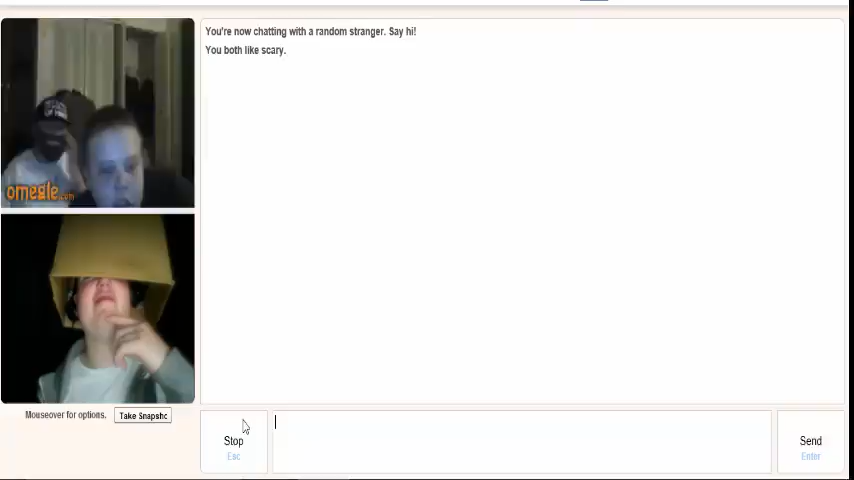 You're now chatting with a random stranger. Say hi!
You both like scary.
omegle.com
Mouseover for options.
Take Snapshc
Stop
Esc
Send
Enter